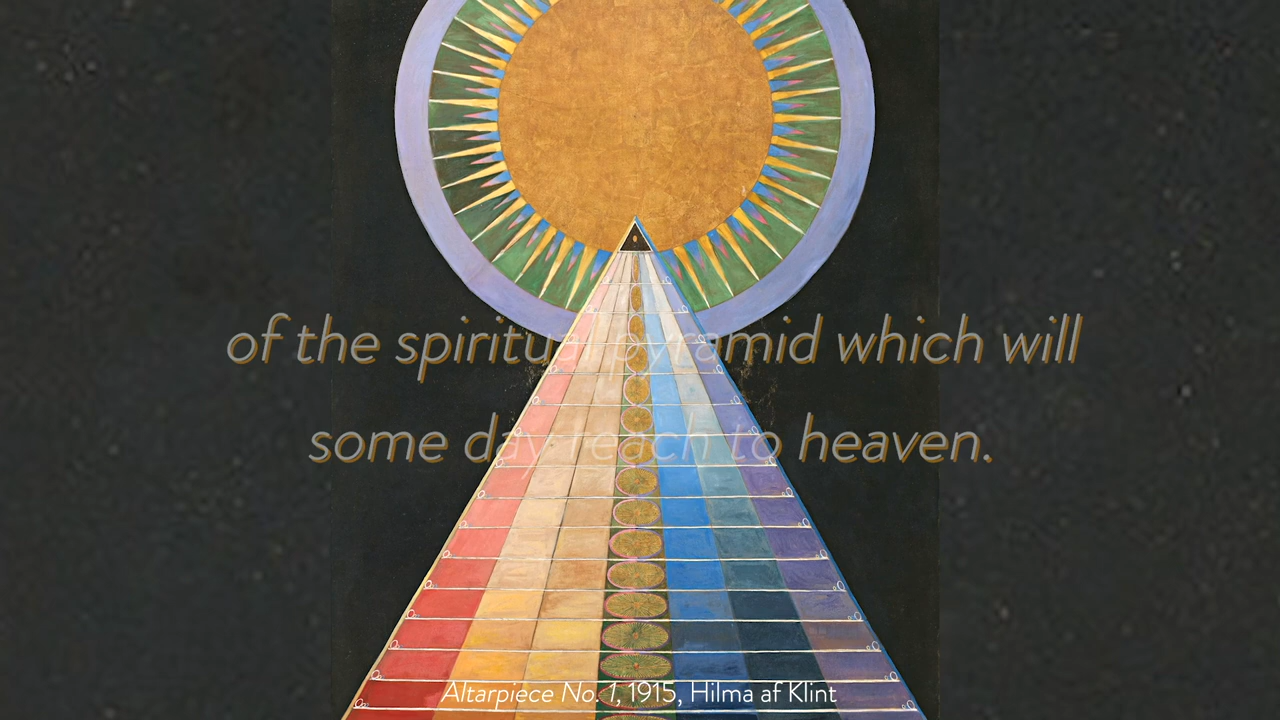 of the spiritual pyramid which will
some day reach to heaven.
Altarpiece No. 1, 1915, Hilma af Klint